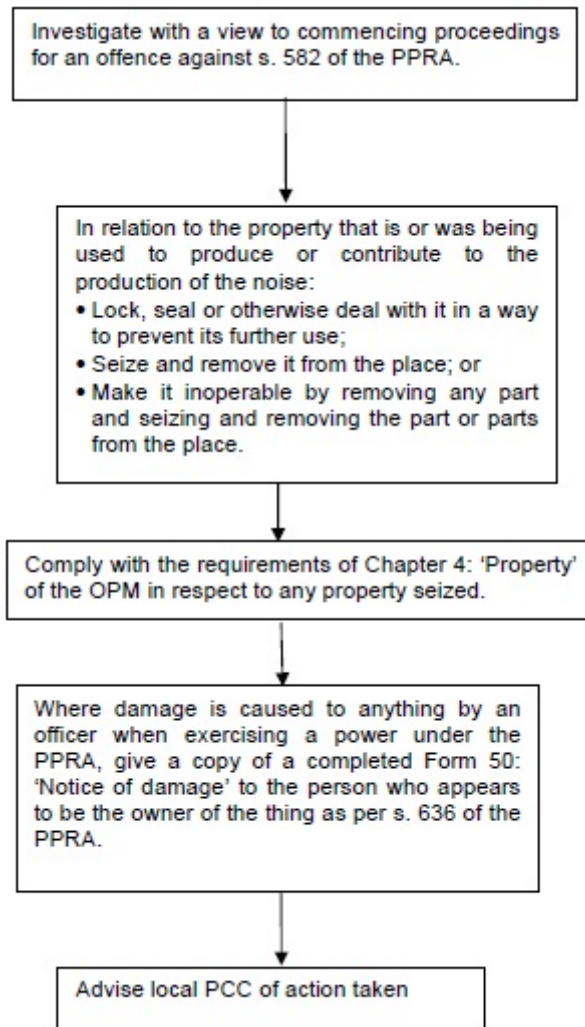 Investigate with a view to commencing proceedings
for an offence against s. 582 of the PPRA.
In relation to the property that is or was being
used to produce or contribute to the
production of the noise:
• Lock, seal or otherwise deal with it in a way
to prevent its further use;
• Seize and remove it from the place; or
• Make it inoperable by removing any part
and seizing and removing the part or parts
from the place.
Comply with the requirements of Chapter 4: 'Property'
of the OPM in respect to any property seized.
Where damage is caused to anything by an
officer when exercising a power under the
PPRA, give a copy of a completed Form 50:
'Notice of damage' to the person who appears
to be the owner of the thing as per s. 636 of the
PPRA.
Advise local PCC of action taken